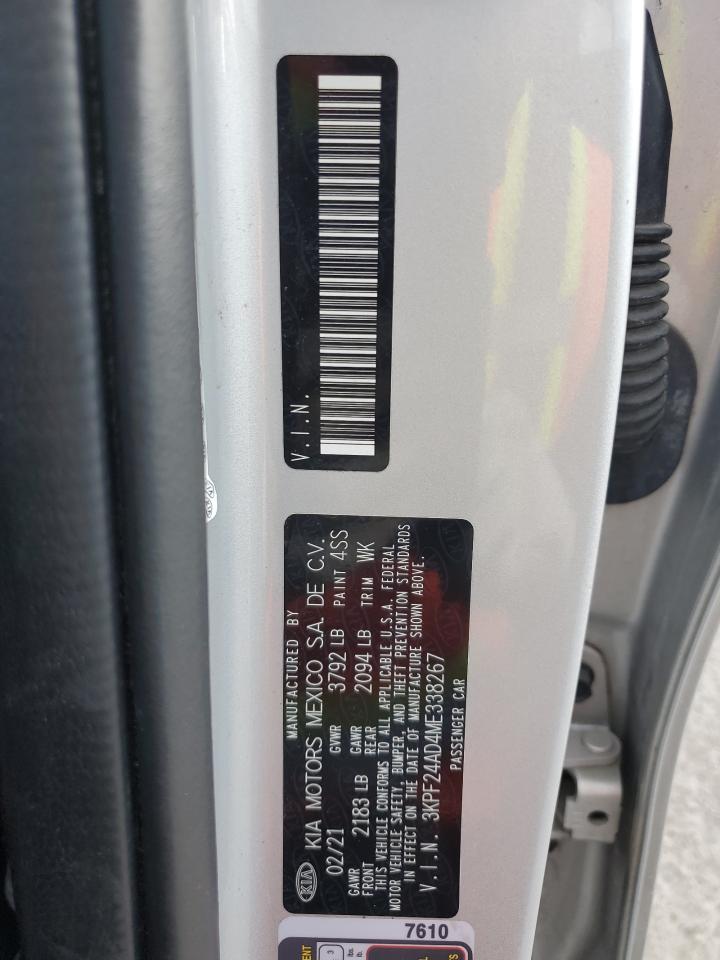 V.I.N.
MANUFACTURED BY
KIA KIA MOTORS MEXICO S.A. DE C.V.
02/21 GVWR 3792 LB PAINT 4SS
GAWR FRONT 2183 LB GAWR REAR 2094 LB TRIM WK
THIS VEHICLE CONFORMS TO ALL APPLICABLE U.S.A. FEDERAL
MOTOR VEHICLE SAFETY, BUMPER, AND THEFT PREVENTION STANDARDS
IN EFFECT ON THE DATE OF MANUFACTURE SHOWN ABOVE.
V.I.N. 3KPF24AD4ME338267
PASSENGER CAR
7610